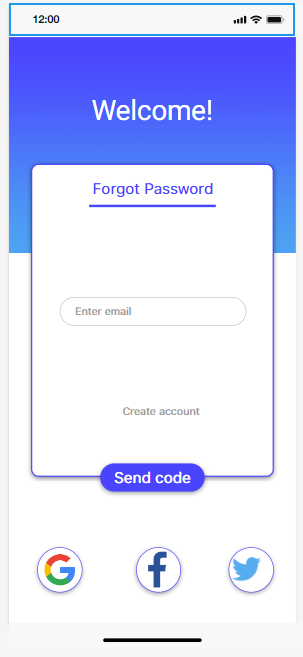 12:00
Welcome!
Forgot Password
Enter email
Create account
Send code